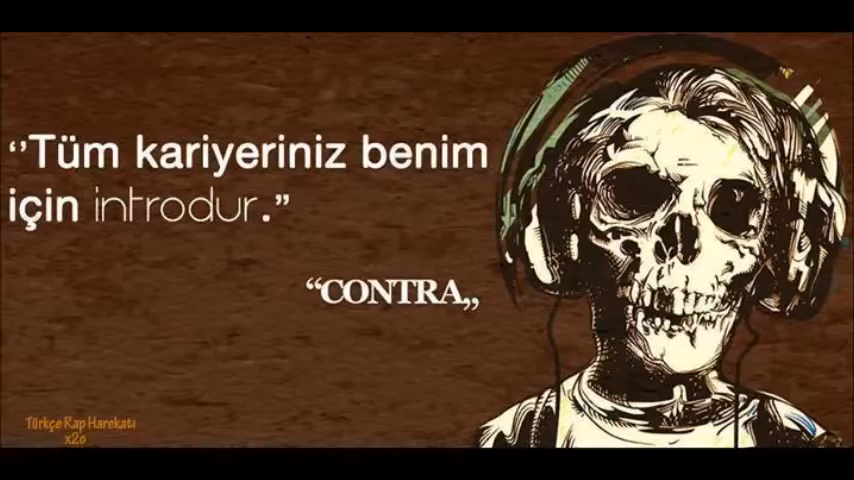 ‘’Tüm kariyeriniz benim
için introdur.”
“CONTRA„
Türkçe Rap Harekatı
x2o